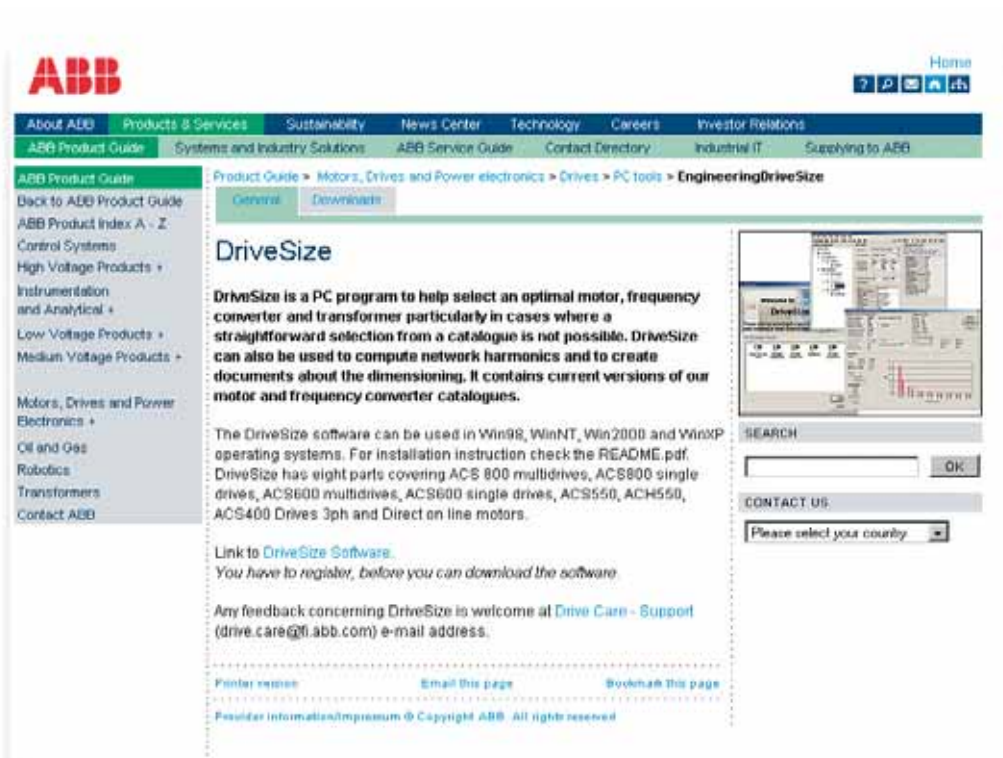 ABB
Home
About ABB Products & Services Sustainability News Center Technology Careers Investor Relations
ABB Product Guide Systems and Industry Solutions ABB Service Guide Contact Directory Industrial IT Supplying to ABB
ABB Product Guide
Back to ABB Product Guide
ABB Product Index A - Z
Control Systems
High Voltage Products +
Instrumentation
and Analytical +
Low Voltage Products +
Medium Voltage Products +
Motors, Drives and Power
Electronics +
Oil and Gas
Robotics
Transformers
Contact ABB
Product Guide > Motors, Drives and Power electronics > Drives > PC tools > EngineeringDriveSize
General Downloads
DriveSize
DriveSize is a PC program to help select an optimal motor, frequency
converter and transformer particularly in cases where a
straightforward selection from a catalogue is not possible. DriveSize
can also be used to compute network harmonics and to create
documents about the dimensioning. It contains current versions of our
motor and frequency converter catalogues.
The DriveSize software can be used in Win98, WinNT, Win2000 and WinXP
operating systems. For installation instruction check the README.pdf.
DriveSize has eight parts covering ACS 800 multidrives, ACS800 single
drives, ACS600 multidrives, ACS600 single drives, ACS550, ACH550,
ACS400 Drives 3ph and Direct on line motors.
Link to DriveSize Software.
You have to register, before you can download the software.
Any feedback concerning DriveSize is welcome at Drive Care - Support
(drive.care@fi.abb.com) e-mail address.
Printer version Email this page Bookmark this page
Provider information/Impressum © Copyright ABB All rights reserved
SEARCH
OK
CONTACT US
Please select your country